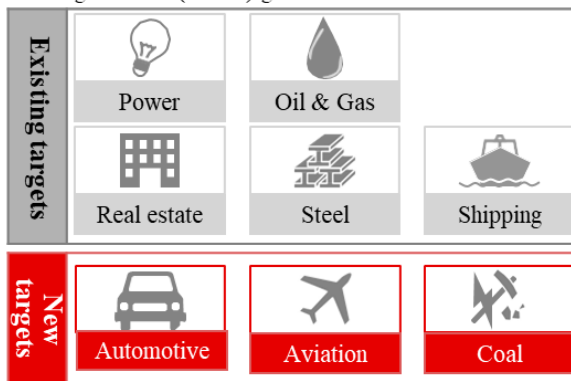 Existing targets
Power
Oil & Gas
Real estate
Steel
Shipping
New
targets
Automotive
Aviation
Coal